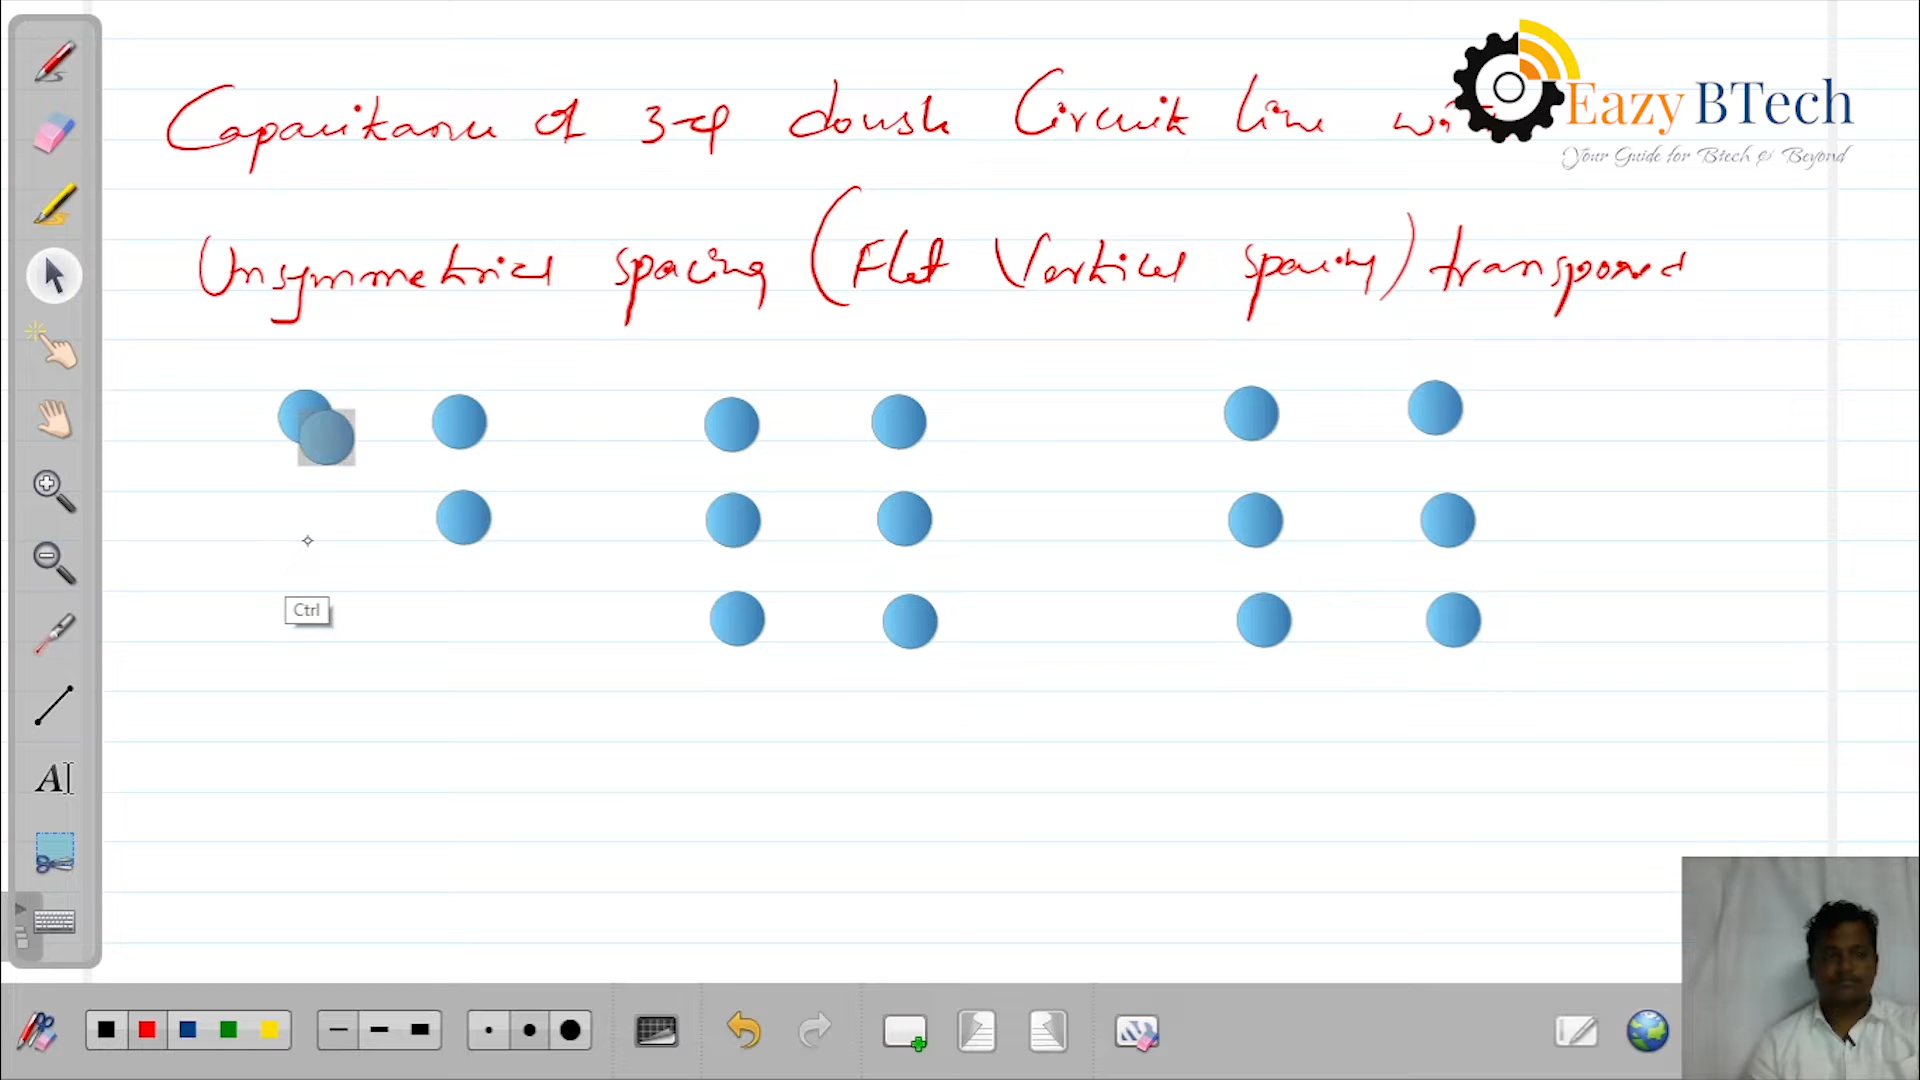 Capacitance of 3-φ double Circuit line wit
Eazy BTech
Your Guide for Btech & Beyond
Unsymmetrical spacing (Flat Vertical spacing) transposed
Ctrl
A